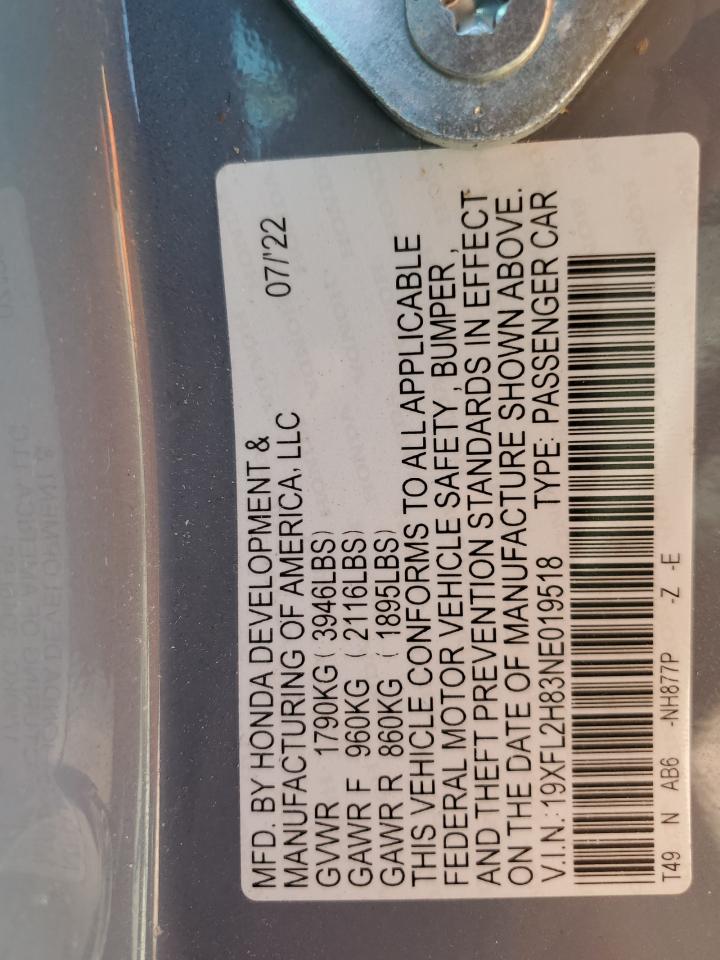 MFD. BY HONDA DEVELOPMENT &
MANUFACTURING OF AMERICA, LLC 07/'22
GVWR 1790KG ( 3946LBS)
GAWR F 960KG ( 2116LBS)
GAWR R 860KG ( 1895LBS)
THIS VEHICLE CONFORMS TO ALL APPLICABLE
FEDERAL MOTOR VEHICLE SAFETY , BUMPER ,
AND THEFT PREVENTION STANDARDS IN EFFECT
ON THE DATE OF MANUFACTURE SHOWN ABOVE.
V.I.N.: 19XFL2H83NE019518 TYPE: PASSENGER CAR
T49 N AB6 -NH877P -Z -E